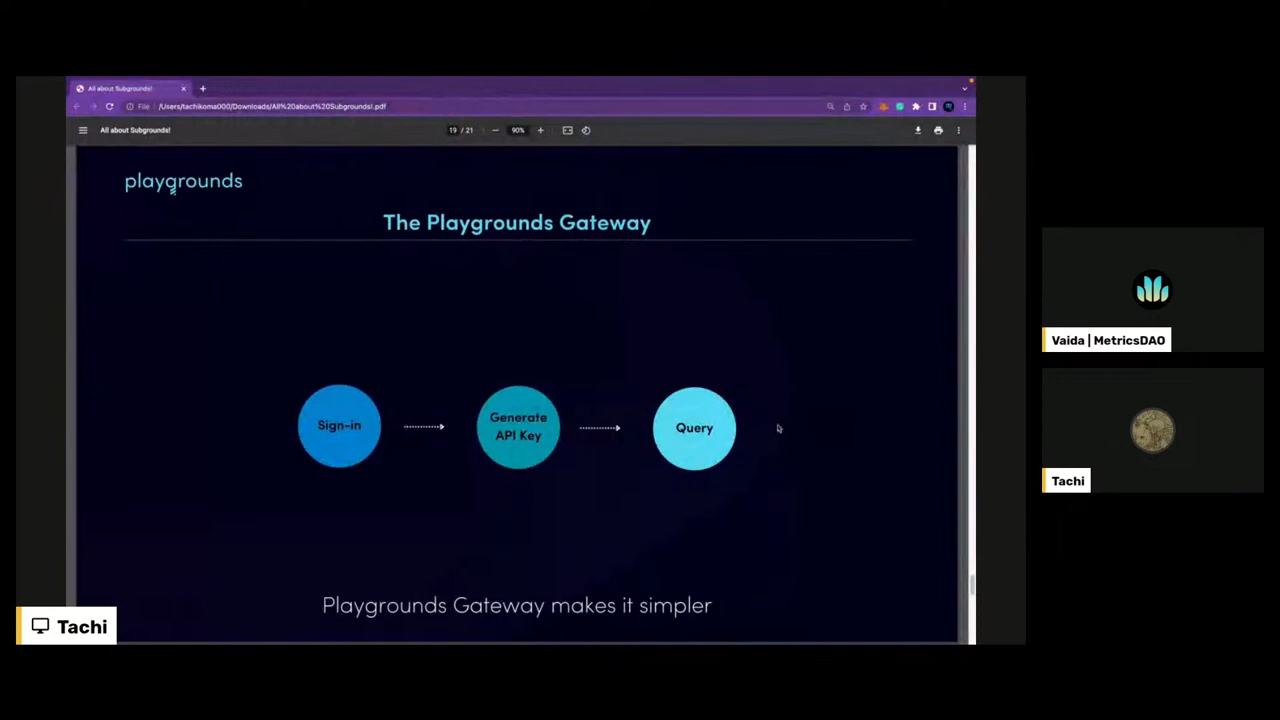 All about Subgrounds!
File
/Users/tachikoma000/Downloads/All%20about%20Subgrounds!.pdf
All about Subgrounds!
19 / 21
90%
playgrounds
The Playgrounds Gateway
Sign-in
Generate
API Key
Query
Playgrounds Gateway makes it simpler
Vaida | MetricsDAO
Tachi
Tachi